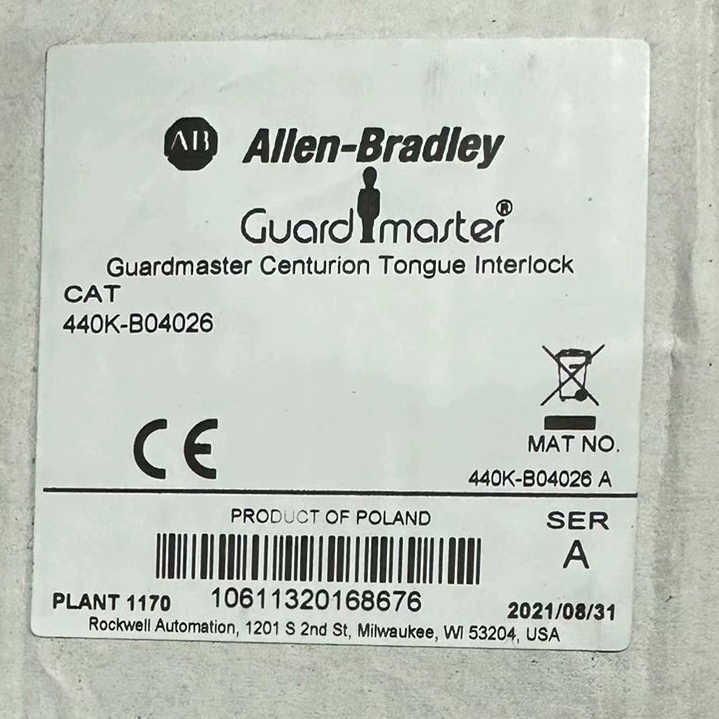 AB Allen-Bradley
Guardmaster®
Guardmaster Centurion Tongue Interlock
CAT
440K-B04026
CE
MAT NO.
440K-B04026 A
PRODUCT OF POLAND
SER
A
10611320168676
PLANT 1170
2021/08/31
Rockwell Automation, 1201 S 2nd St, Milwaukee, WI 53204, USA